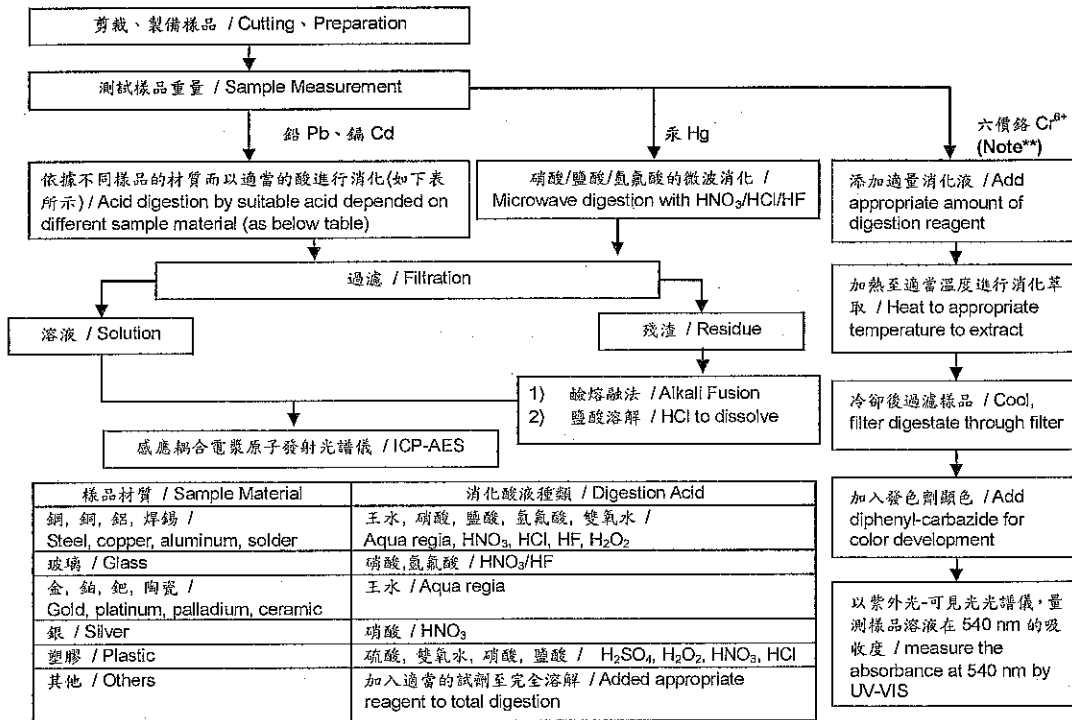 剪裁、製備樣品 / Cutting、Preparation
測試樣品重量 / Sample Measurement
鉛 Pb、鎘 Cd
汞 Hg
六價鉻 Cr⁶⁺
(Note**)
依據不同樣品的材質而以適當的酸進行消化(如下表
所示) / Acid digestion by suitable acid depended on
different sample material (as below table)
硝酸/鹽酸/氫氟酸的微波消化 /
Microwave digestion with HNO₃/HCl/HF
添加適量消化液 / Add
appropriate amount of
digestion reagent
過濾 / Filtration
加熱至適當溫度進行消化萃
取 / Heat to appropriate
temperature to extract
溶液 / Solution
殘渣 / Residue
1) 鹼熔融法 / Alkali Fusion
2) 鹽酸溶解 / HCl to dissolve
冷卻後過濾樣品 / Cool,
filter digestate through filter
感應耦合電漿原子發射光譜儀 / ICP-AES
加入發色劑顯色 / Add
diphenyl-carbazide for
color development
以紫外光-可見光光譜儀,量
測樣品溶液在 540 nm 的吸
收度 / measure the
absorbance at 540 nm by
UV-VIS
樣品材質 / Sample Material
消化酸液種類 / Digestion Acid
鋼, 銅, 鋁, 焊錫 /
Steel, copper, aluminum, solder
王水, 硝酸, 鹽酸, 氫氟酸, 雙氧水 /
Aqua regia, HNO₃, HCl, HF, H₂O₂
玻璃 / Glass
硝酸,氫氟酸 / HNO₃/HF
金, 鉑, 鈀, 陶瓷 /
Gold, platinum, palladium, ceramic
王水 / Aqua regia
銀 / Silver
硝酸 / HNO₃
塑膠 / Plastic
硫酸, 雙氧水, 硝酸, 鹽酸 / H₂SO₄, H₂O₂, HNO₃, HCl
其他 / Others
加入適當的試劑至完全溶解 / Added appropriate
reagent to total digestion